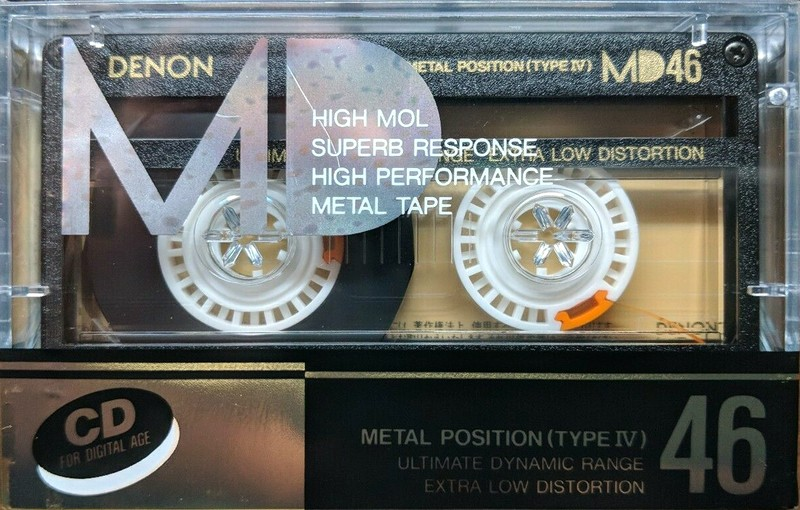 MD
DENON
METAL POSITION (TYPE IV) MD46
HIGH MOL
SUPERB RESPONSE
HIGH PERFORMANCE
METAL TAPE
EXTRA LOW DISTORTION
DENON
CD
FOR DIGITAL AGE
METAL POSITION (TYPE IV)
ULTIMATE DYNAMIC RANGE
EXTRA LOW DISTORTION
46